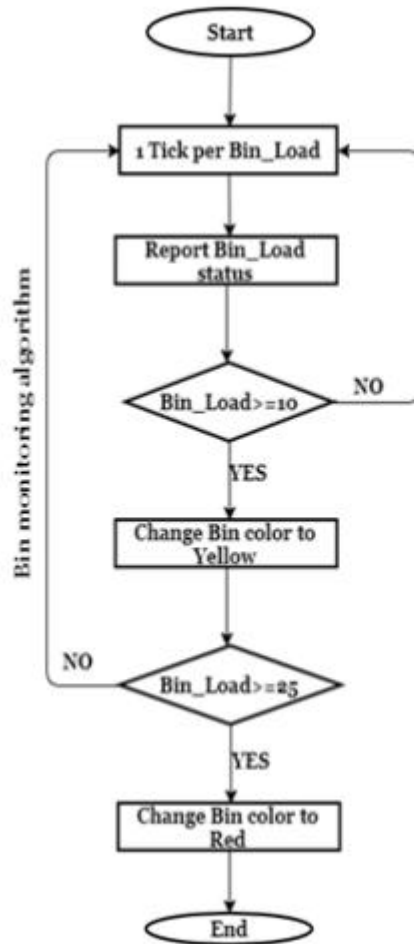 Start
1 Tick per Bin_Load
Report Bin_Load
status
Bin_Load>=10
NO
YES
Change Bin color to
Yellow
Bin monitoring algorithm
NO
Bin_Load>=25
YES
Change Bin color to
Red
End